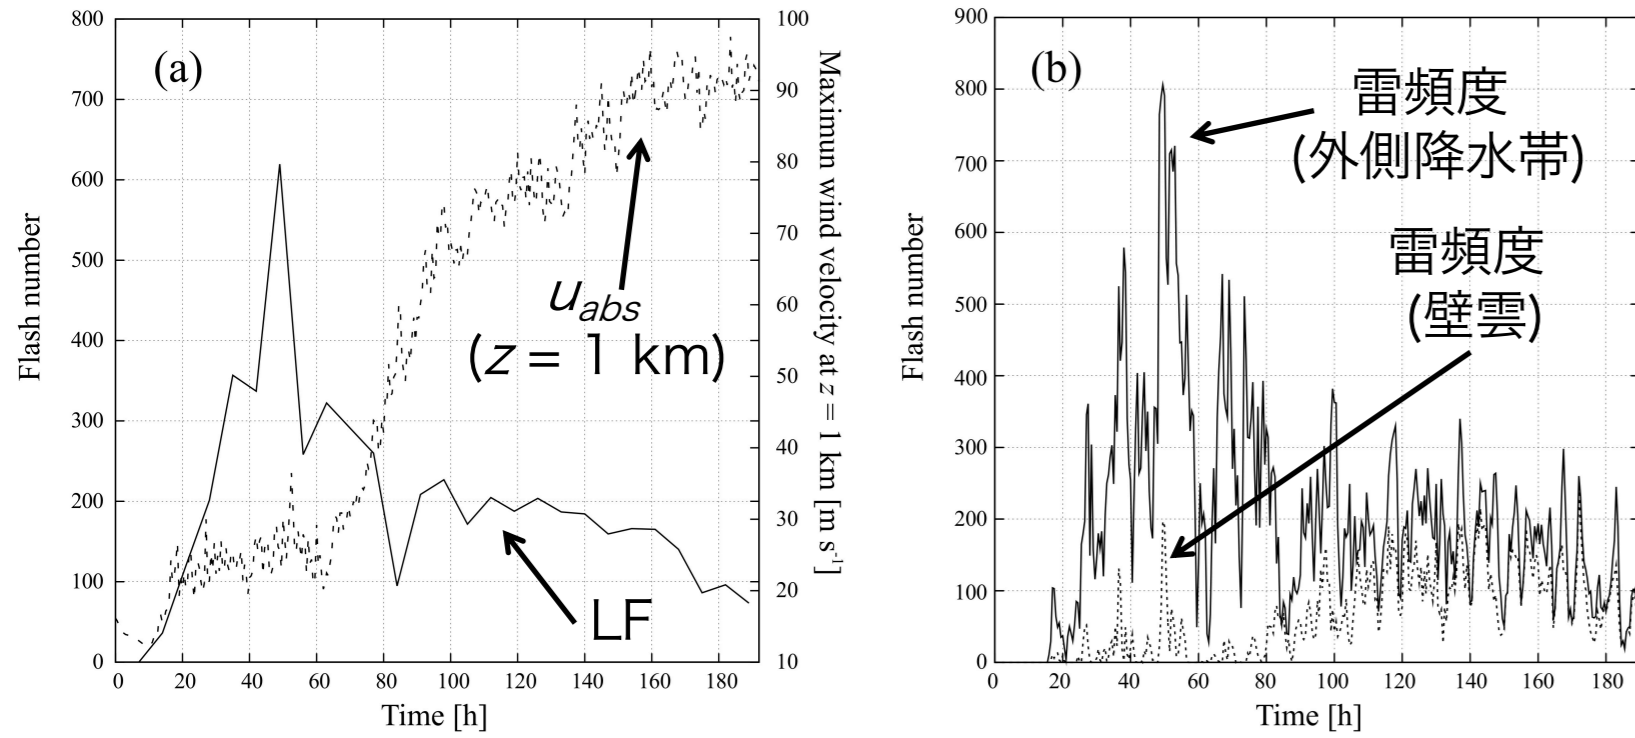 (a)
800
700
600
500
400
300
200
100
0
Flash number
0 20 40 60 80 100 120 140 160 180
Time [h]
100
90
80
70
60
50
40
30
20
10
Maximun wind velocity at z = 1 km [m s-1]
uabs
(z = 1 km)
LF
(b)
900
800
700
600
500
400
300
200
100
0
Flash number
0 20 40 60 80 100 120 140 160 180
Time [h]
雷頻度
(外側降水帯)
雷頻度
(壁雲)